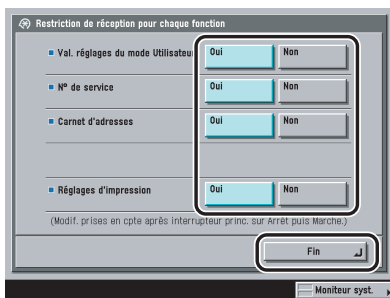 Restriction de réception pour chaque fonction
Val. réglages du mode Utilisateur Oui Non
N° de service Oui Non
Carnet d'adresses Oui Non
Réglages d'impression Oui Non
(Modif. prises en cpte après interrupteur princ. sur Arrêt puis Marche.)
Fin
Moniteur syst.